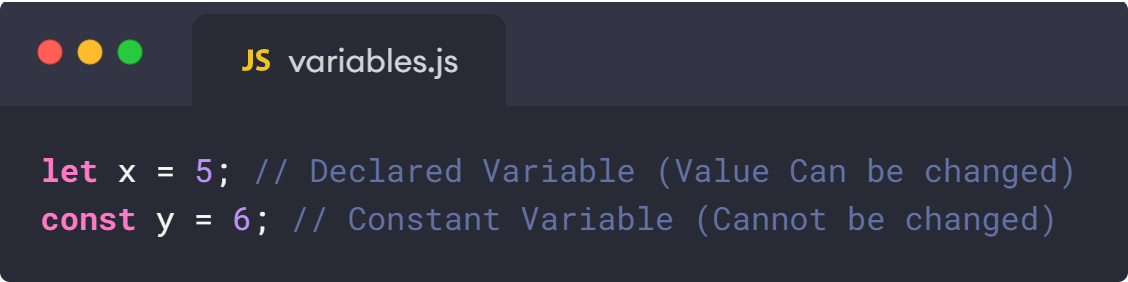 JS variables.js
let x = 5; // Declared Variable (Value Can be changed)
const y = 6; // Constant Variable (Cannot be changed)